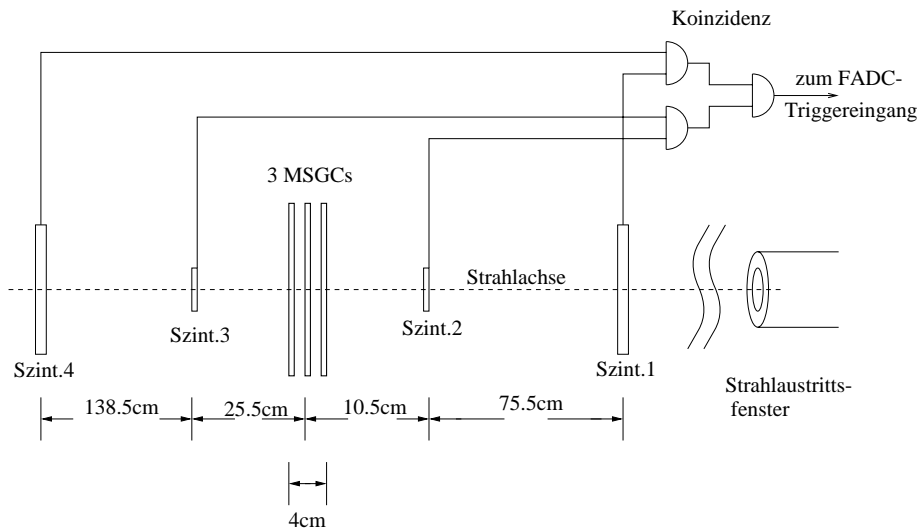 Koinzidenz
zum FADC-
Triggereingang
3 MSGCs
Strahlachse
Szint.3
Szint.2
Szint.4
Szint.1
Strahlaustritts-
fenster
138.5cm
25.5cm
10.5cm
75.5cm
4cm